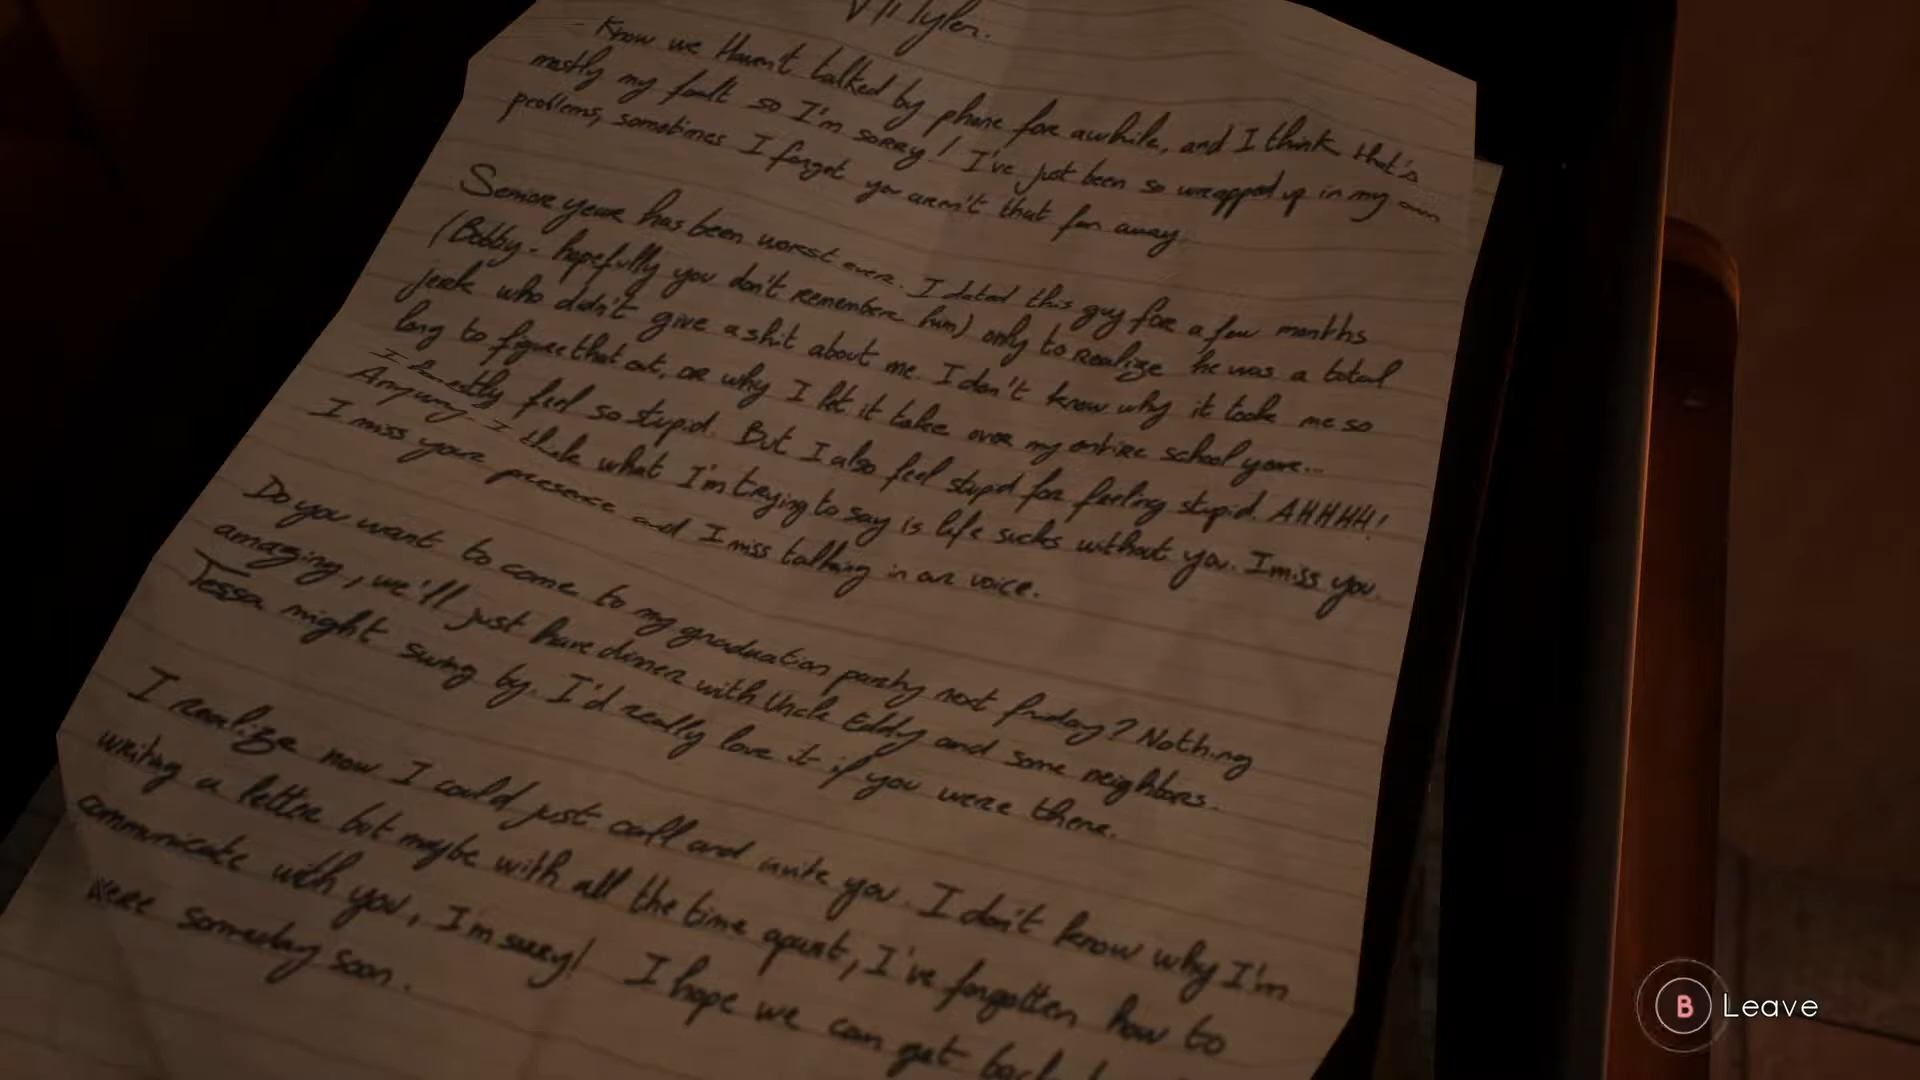 Tyler.
Know we Haven't talked by phone for awhile, and I think that's
mostly my fault so I'm sorry! I've just been so wrapped up in my own
problems, sometimes I forget you aren't that far away.
Senior year has been worst ever. I dated this guy for a few months
(Bobby - hopefully you don't remember him) only to realize he was a total
jerk who didn't give a shit about me. I don't know why it took me so
long to figure that out, or why I let it take over my entire school year...
I honestly feel so stupid. But I also feel stupid for feeling stupid. AHHHH!
Anyway I think what I'm trying to say is life sucks without you. I miss you.
I miss your presence and I miss talking in our voice.
Do you want to come to my graduation party next friday? Nothing
amazing, we'll just have dinner with Uncle Eddy and some neighbors.
Tessa might swing by. I'd really love it if you were there.
I realize now I could just call and invite you. I don't know why I'm
writing a letter but maybe with all the time apart, I've forgotten how to
communicate with you, I'm sorry! I hope we can get back
were someday soon.
B Leave